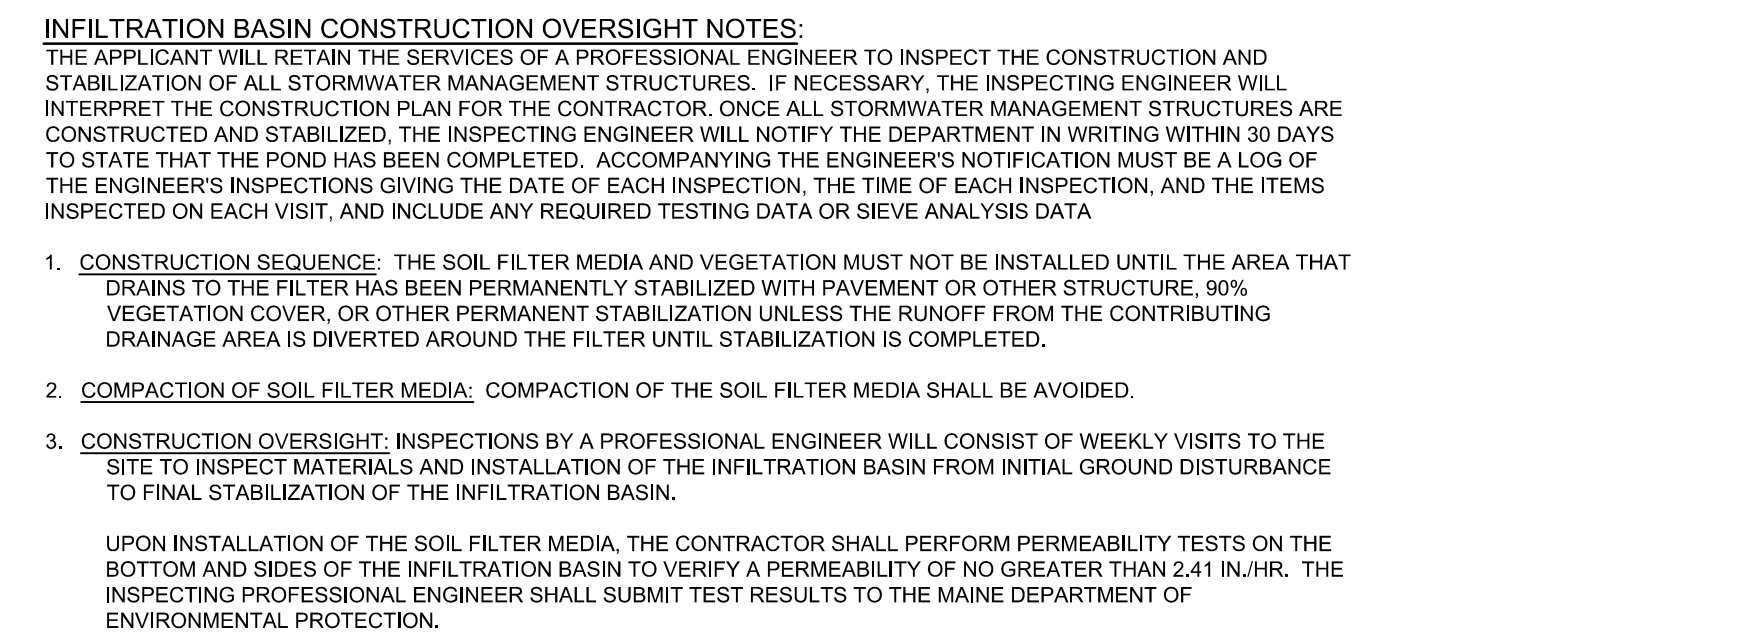 INFILTRATION BASIN CONSTRUCTION OVERSIGHT NOTES:
THE APPLICANT WILL RETAIN THE SERVICES OF A PROFESSIONAL ENGINEER TO INSPECT THE CONSTRUCTION AND
STABILIZATION OF ALL STORMWATER MANAGEMENT STRUCTURES. IF NECESSARY, THE INSPECTING ENGINEER WILL
INTERPRET THE CONSTRUCTION PLAN FOR THE CONTRACTOR. ONCE ALL STORMWATER MANAGEMENT STRUCTURES ARE
CONSTRUCTED AND STABILIZED, THE INSPECTING ENGINEER WILL NOTIFY THE DEPARTMENT IN WRITING WITHIN 30 DAYS
TO STATE THAT THE POND HAS BEEN COMPLETED. ACCOMPANYING THE ENGINEER'S NOTIFICATION MUST BE A LOG OF
THE ENGINEER'S INSPECTIONS GIVING THE DATE OF EACH INSPECTION, THE TIME OF EACH INSPECTION, AND THE ITEMS
INSPECTED ON EACH VISIT, AND INCLUDE ANY REQUIRED TESTING DATA OR SIEVE ANALYSIS DATA
1. CONSTRUCTION SEQUENCE: THE SOIL FILTER MEDIA AND VEGETATION MUST NOT BE INSTALLED UNTIL THE AREA THAT
DRAINS TO THE FILTER HAS BEEN PERMANENTLY STABILIZED WITH PAVEMENT OR OTHER STRUCTURE, 90%
VEGETATION COVER, OR OTHER PERMANENT STABILIZATION UNLESS THE RUNOFF FROM THE CONTRIBUTING
DRAINAGE AREA IS DIVERTED AROUND THE FILTER UNTIL STABILIZATION IS COMPLETED.
2. COMPACTION OF SOIL FILTER MEDIA: COMPACTION OF THE SOIL FILTER MEDIA SHALL BE AVOIDED.
3. CONSTRUCTION OVERSIGHT: INSPECTIONS BY A PROFESSIONAL ENGINEER WILL CONSIST OF WEEKLY VISITS TO THE
SITE TO INSPECT MATERIALS AND INSTALLATION OF THE INFILTRATION BASIN FROM INITIAL GROUND DISTURBANCE
TO FINAL STABILIZATION OF THE INFILTRATION BASIN.
UPON INSTALLATION OF THE SOIL FILTER MEDIA, THE CONTRACTOR SHALL PERFORM PERMEABILITY TESTS ON THE
BOTTOM AND SIDES OF THE INFILTRATION BASIN TO VERIFY A PERMEABILITY OF NO GREATER THAN 2.41 IN./HR. THE
INSPECTING PROFESSIONAL ENGINEER SHALL SUBMIT TEST RESULTS TO THE MAINE DEPARTMENT OF
ENVIRONMENTAL PROTECTION.